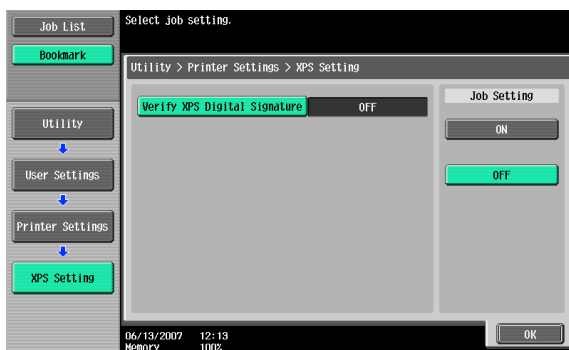 Job List
Select job setting.
Bookmark
Utility > Printer Settings > XPS Setting
Verify XPS Digital Signature
OFF
Job Setting
ON
OFF
Utility
User Settings
Printer Settings
XPS Setting
06/13/2007 12:13
Memory 100%
OK